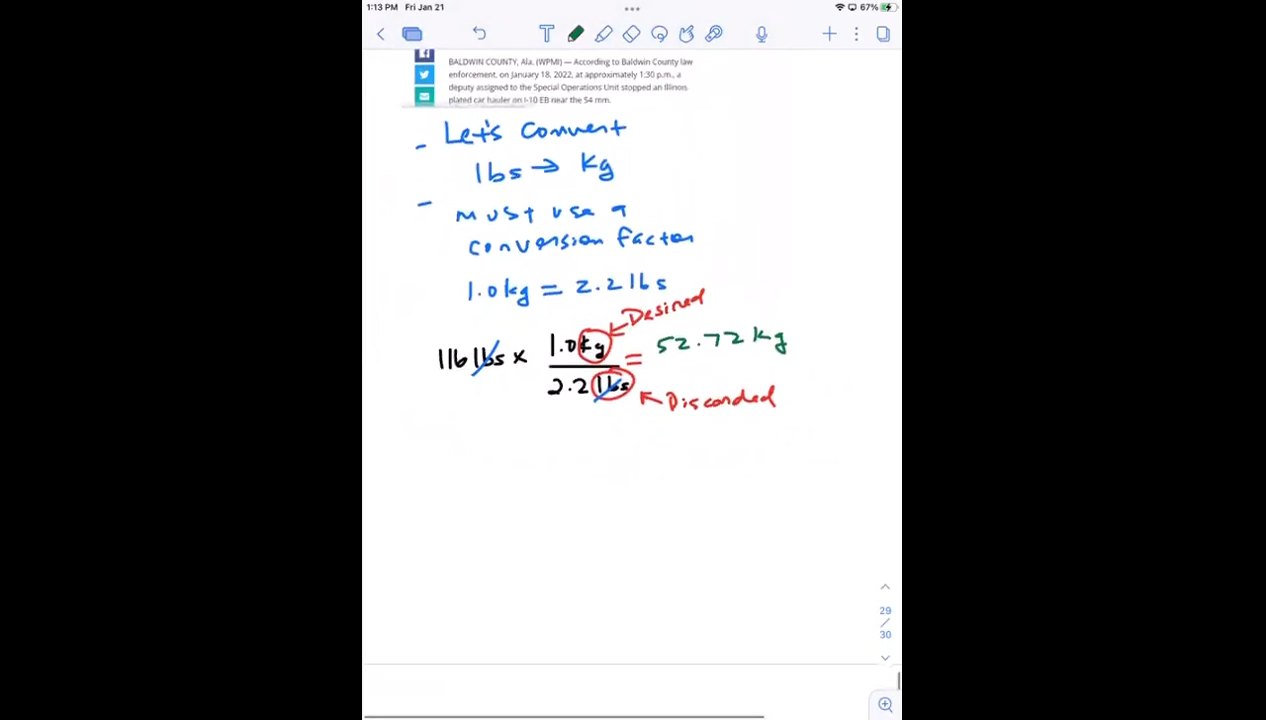 1:13 PM Fri Jan 21
67%
BALDWIN COUNTY, Ala. (WPMI) — According to Baldwin County law
enforcement, on January 18, 2022, at approximately 1:30 p.m., a
deputy assigned to the Special Operations Unit stopped an Illinois
plated car hauler on I-10 EB near the 54 mm.
- Let's Convert
lbs → kg
- must use a
conversion factor
1.0kg = 2.2 lbs
Desired
116 lbs x 1.0kg / 2.2 lbs = 52.72 kg
Discarded
29
/
30